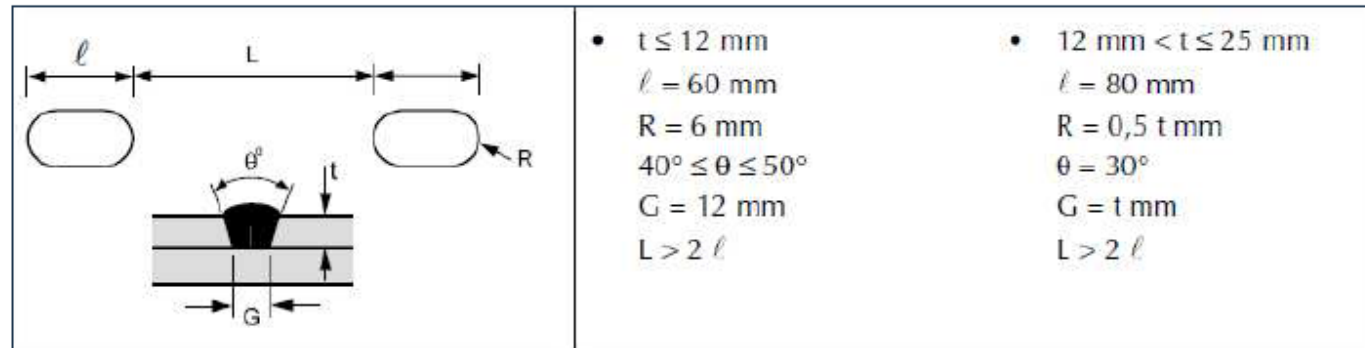 ℓ
L
R
θ⁰
t
G
• t ≤ 12 mm
ℓ = 60 mm
R = 6 mm
40° ≤ θ ≤ 50°
G = 12 mm
L > 2 ℓ
• 12 mm < t ≤ 25 mm
ℓ = 80 mm
R = 0,5 t mm
θ = 30°
G = t mm
L > 2 ℓ